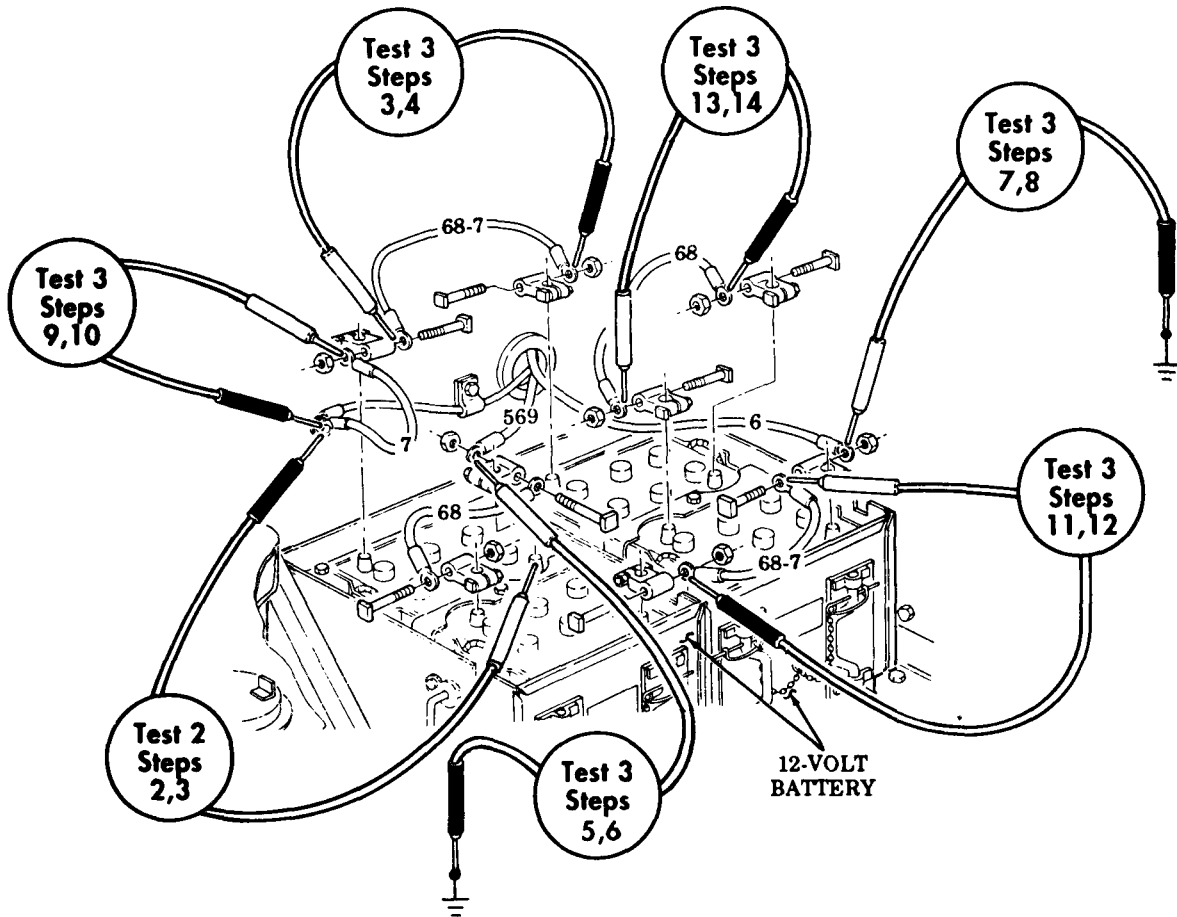 Test 3
Steps
3,4
Test 3
Steps
13,14
Test 3
Steps
7,8
68-7
68
Test 3
Steps
9,10
7
569
6
Test 3
Steps
11,12
68
68-7
Test 2
Steps
2,3
Test 3
Steps
5,6
12-VOLT
BATTERY